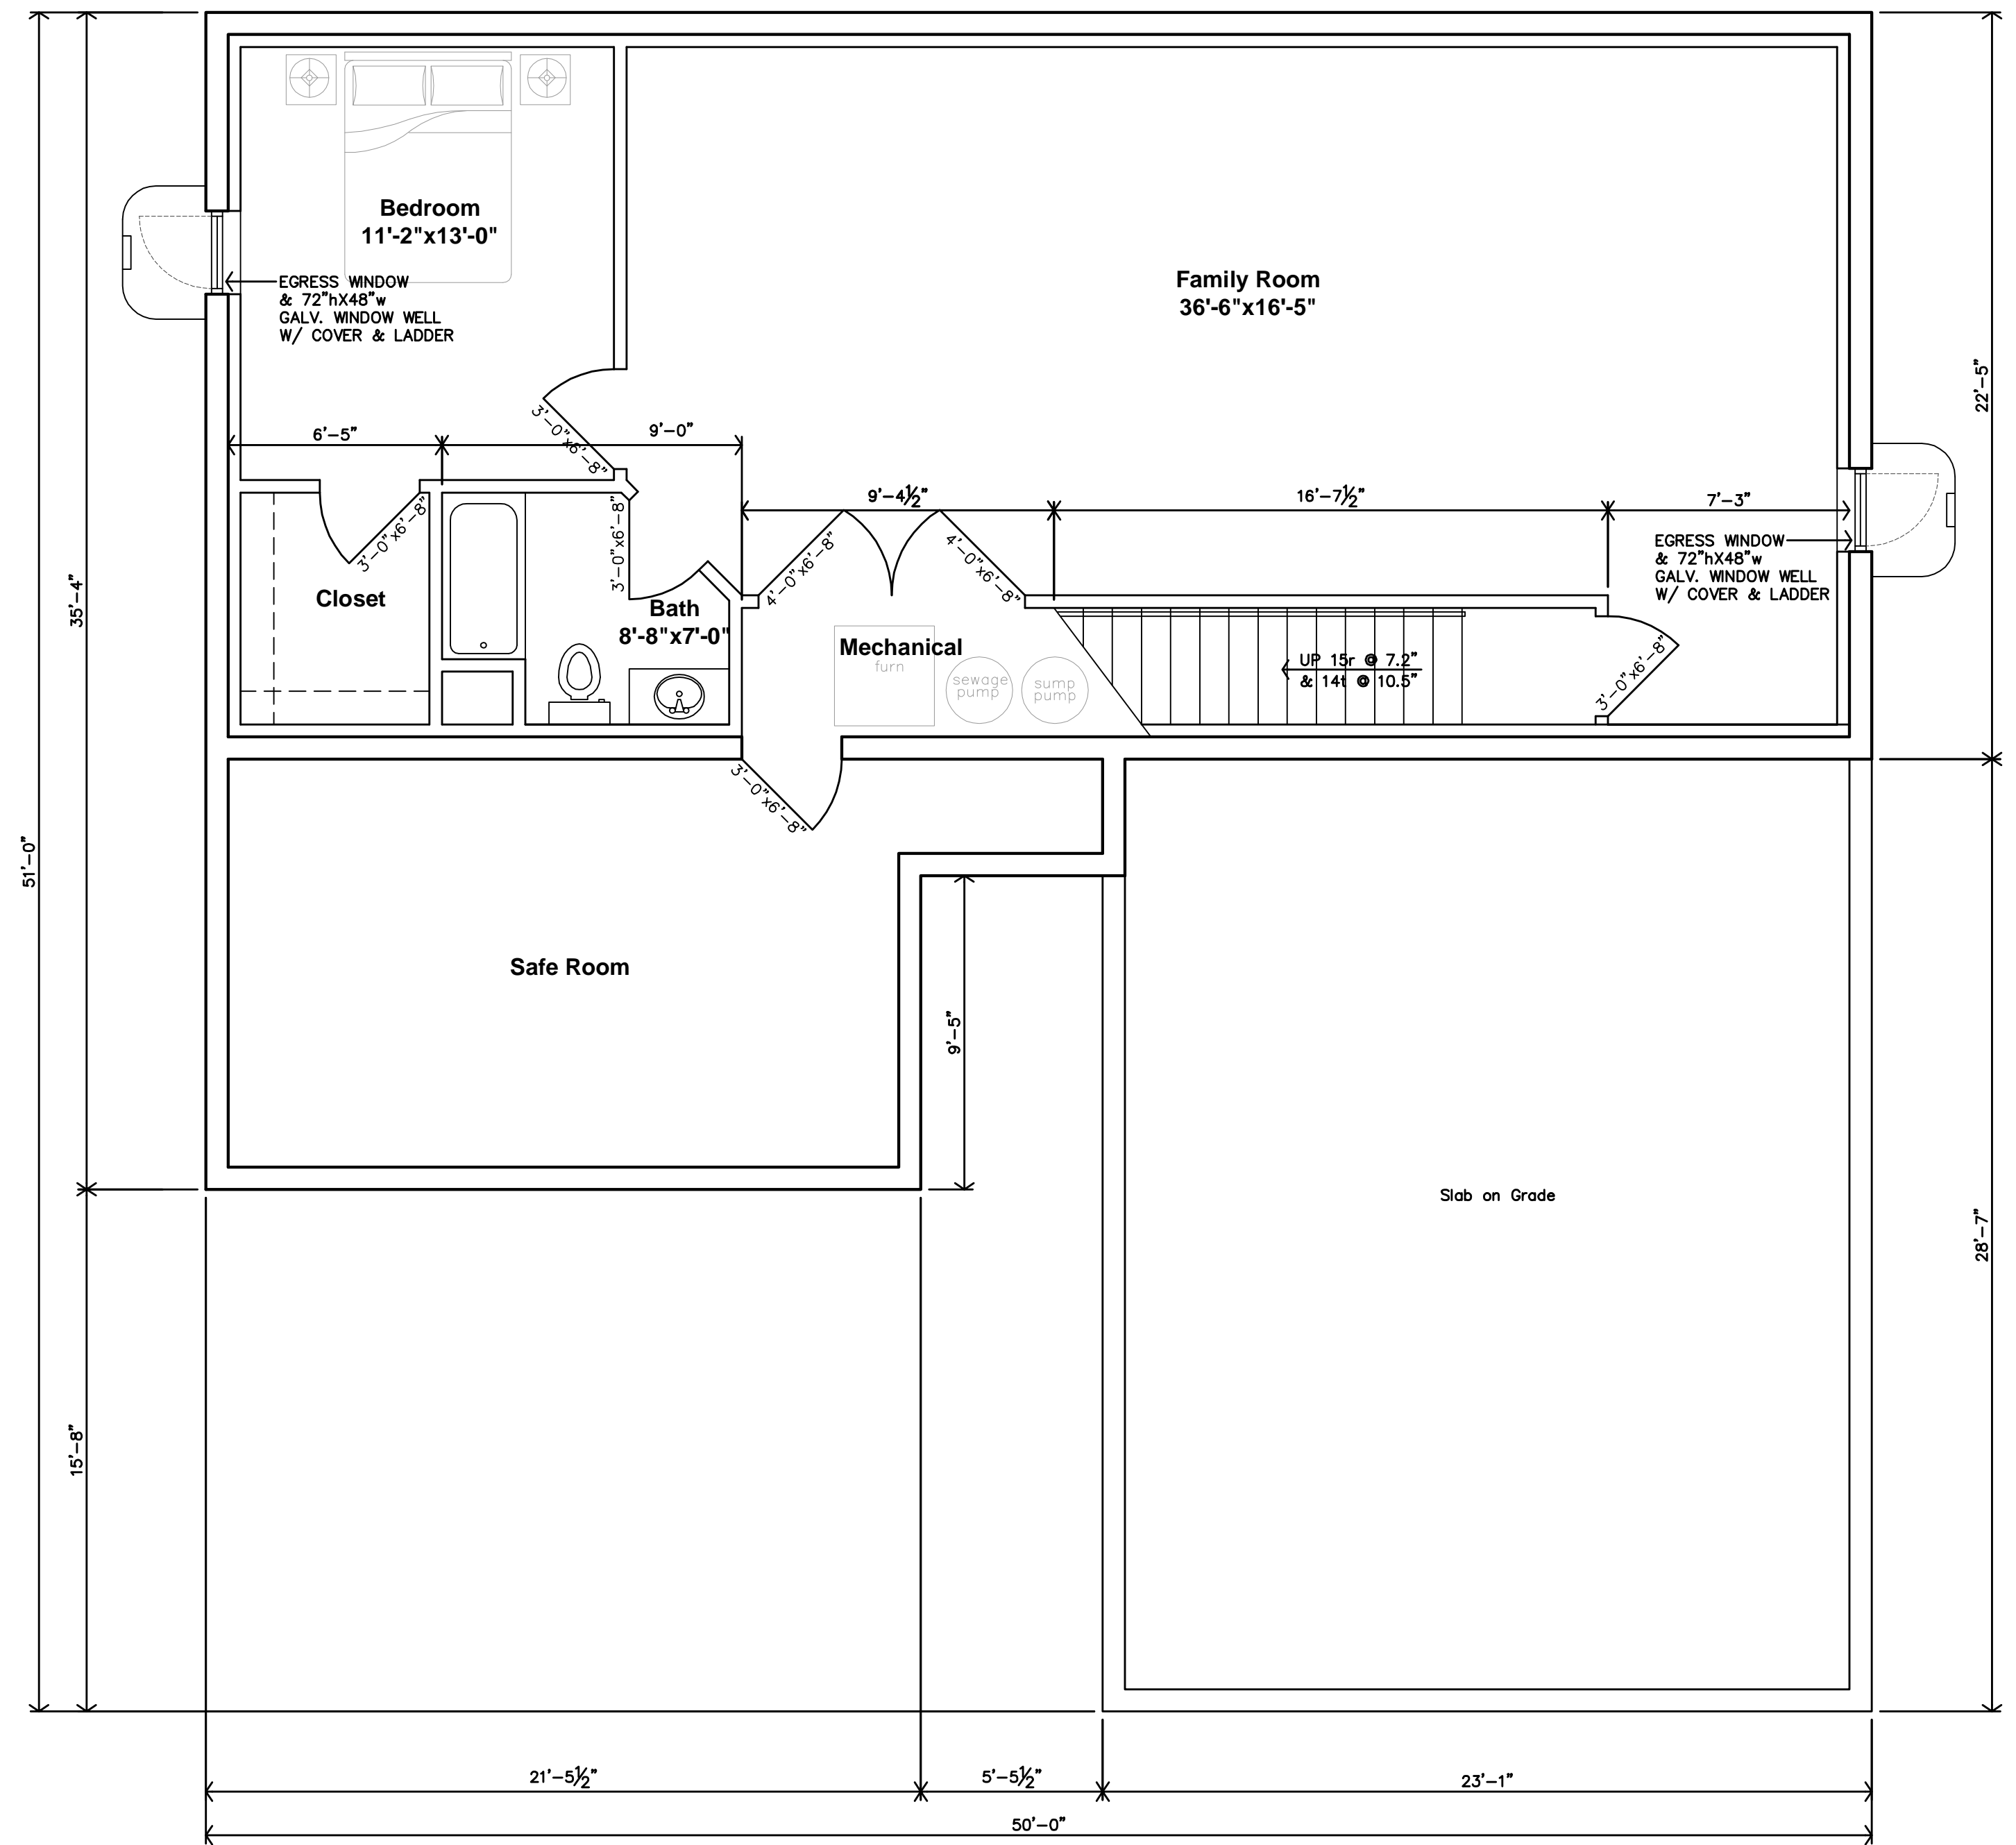 Bedroom
11'-2"x13'-0"
EGRESS WINDOW
& 72"hX48"w
GALV. WINDOW WELL
W/ COVER & LADDER
Family Room
36'-6"x16'-5"
22'-5"
3'-0"x6'-8"
6'-5"
9'-0"
9'-4½"
16'-7½"
7'-3"
3'-0"x6'-8"
3'-0"x6'-8"
4'-0"x6'-8"
4'-0"x6'-8"
EGRESS WINDOW
& 72"hX48"w
GALV. WINDOW WELL
W/ COVER & LADDER
35'-4"
Closet
Bath
8'-8"x7'-0"
Mechanical
furn
sewage
pump
sump
pump
UP 15r @ 7.2"
& 14t @ 10.5"
3'-0"x6'-8"
3'-0"x6'-8"
51'-0"
Safe Room
9'-5"
Slab on Grade
28'-7"
15'-8"
21'-5½"
5'-5½"
23'-1"
50'-0"